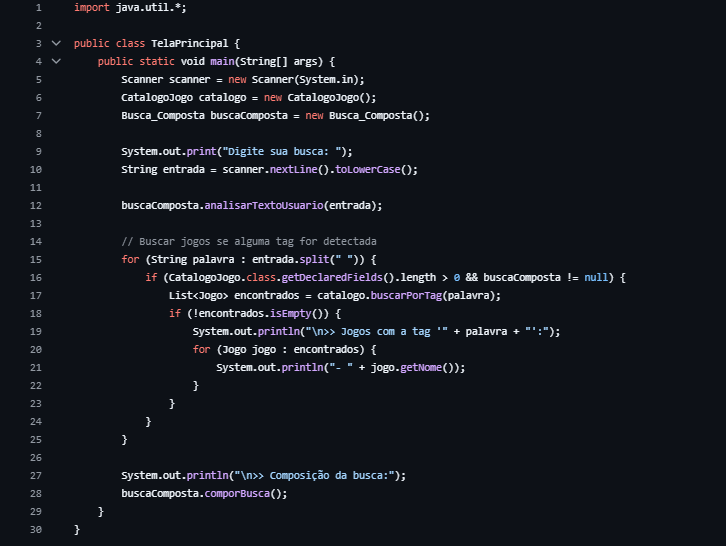 1 import java.util.*;
2
3 public class TelaPrincipal {
4 public static void main(String[] args) {
5 Scanner scanner = new Scanner(System.in);
6 CatalogoJogo catalogo = new CatalogoJogo();
7 Busca_Composta buscaComposta = new Busca_Composta();
8
9 System.out.print("Digite sua busca: ");
10 String entrada = scanner.nextLine().toLowerCase();
11
12 buscaComposta.analisarTextoUsuario(entrada);
13
14 // Buscar jogos se alguma tag for detectada
15 for (String palavra : entrada.split(" ")) {
16 if (CatalogoJogo.class.getDeclaredFields().length > 0 && buscaComposta != null) {
17 List<Jogo> encontrados = catalogo.buscarPorTag(palavra);
18 if (!encontrados.isEmpty()) {
19 System.out.println("\n>> Jogos com a tag '" + palavra + "':");
20 for (Jogo jogo : encontrados) {
21 System.out.println("- " + jogo.getNome());
22 }
23 }
24 }
25 }
26
27 System.out.println("\n>> Composição da busca:");
28 buscaComposta.comporBusca();
29 }
30 }